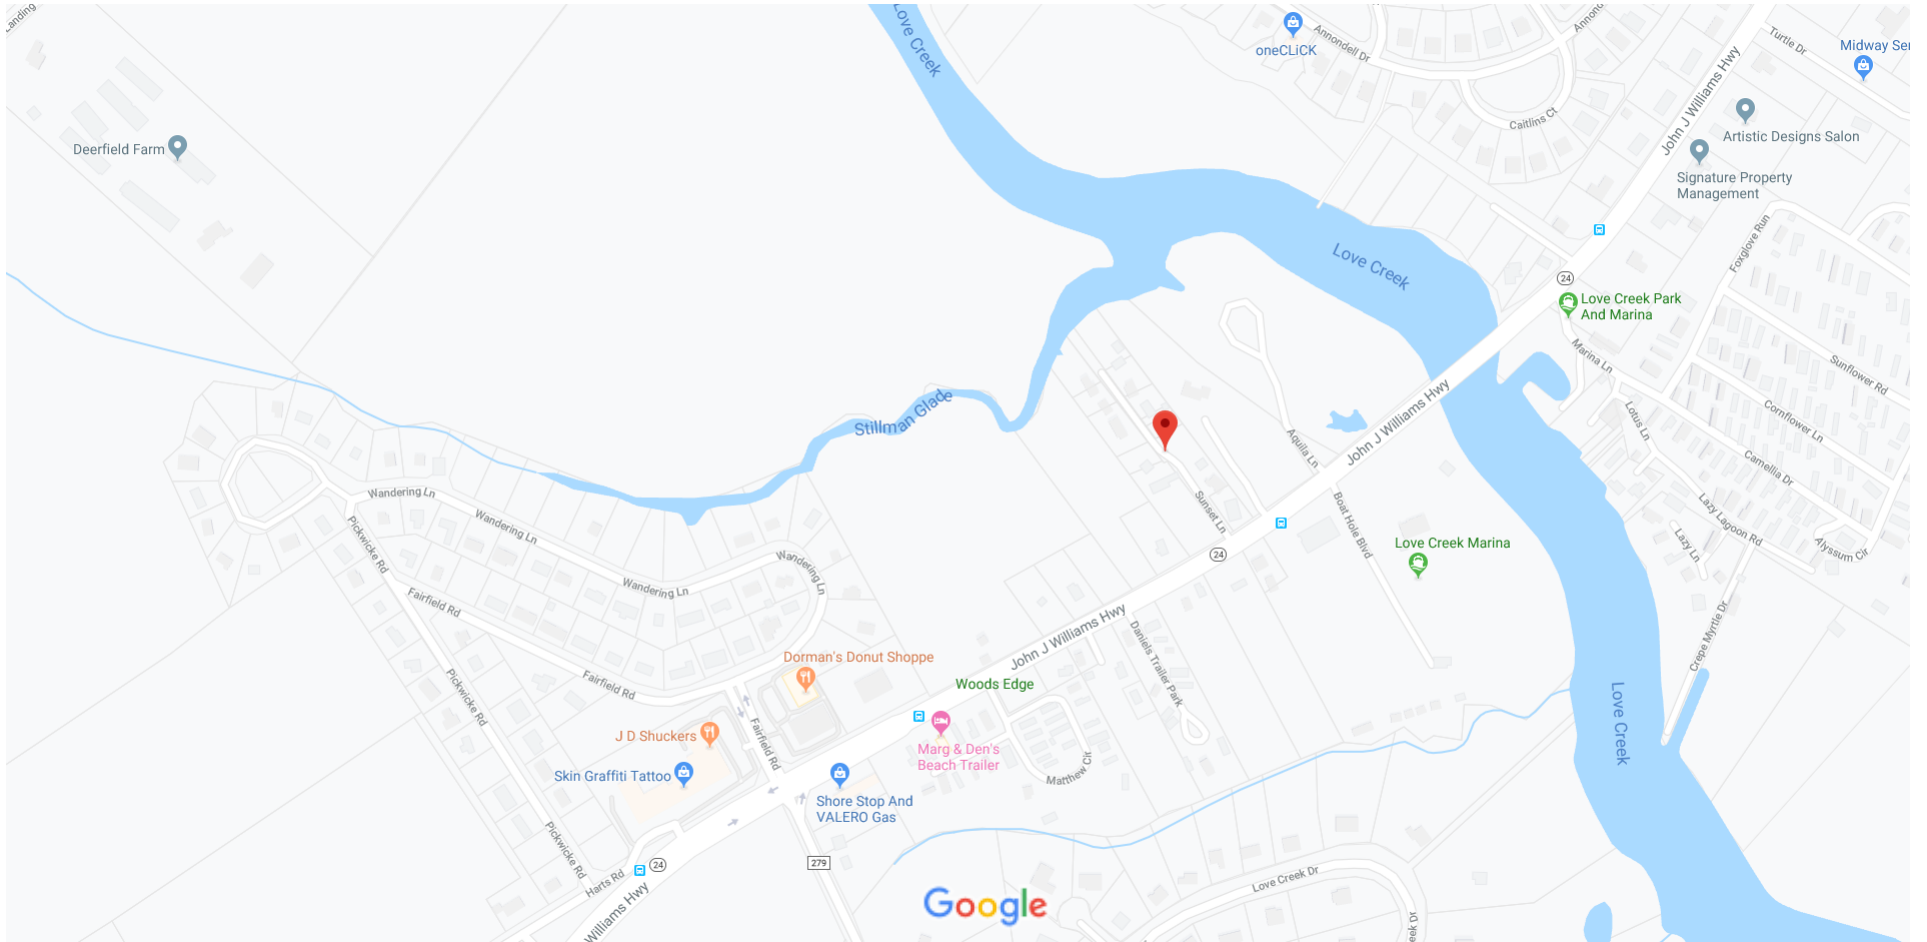 Landing
Love Creek
oneCLiCK
Annondell Dr
Annondell
Turtle Dr
Midway Ser
John J Williams Hwy
Caitlins Ct
Artistic Designs Salon
Signature Property
Management
Deerfield Farm
Foxglove Run
Love Creek
24
Love Creek Park
And Marina
Marina Ln
Sunflower Rd
Stillman Glade
John J Williams Hwy
Lotus Ln
Cornflower Ln
Aquila Ln
Camellia Dr
Wandering Ln
Sunset Ln
Boat Hole Blvd
Lazy Lagoon Rd
Wandering Ln
Pickwicke Rd
24
Love Creek Marina
Lazy Ln
Alyssum Cir
Wandering Ln
Wandering Ln
Fairfield Rd
John J Williams Hwy
Daniels Trailer Park
Crepe Myrtle Dr
Dorman's Donut Shoppe
Fairfield Rd
Woods Edge
Pickwicke Rd
Love Creek
J D Shuckers
Fairfield Rd
Marg & Den's
Beach Trailer
Matthew Cir
Skin Graffiti Tattoo
Shore Stop And
VALERO Gas
Pickwicke Rd
279
24
Harts Rd
Love Creek Dr
Williams Hwy
Google
eek Dr